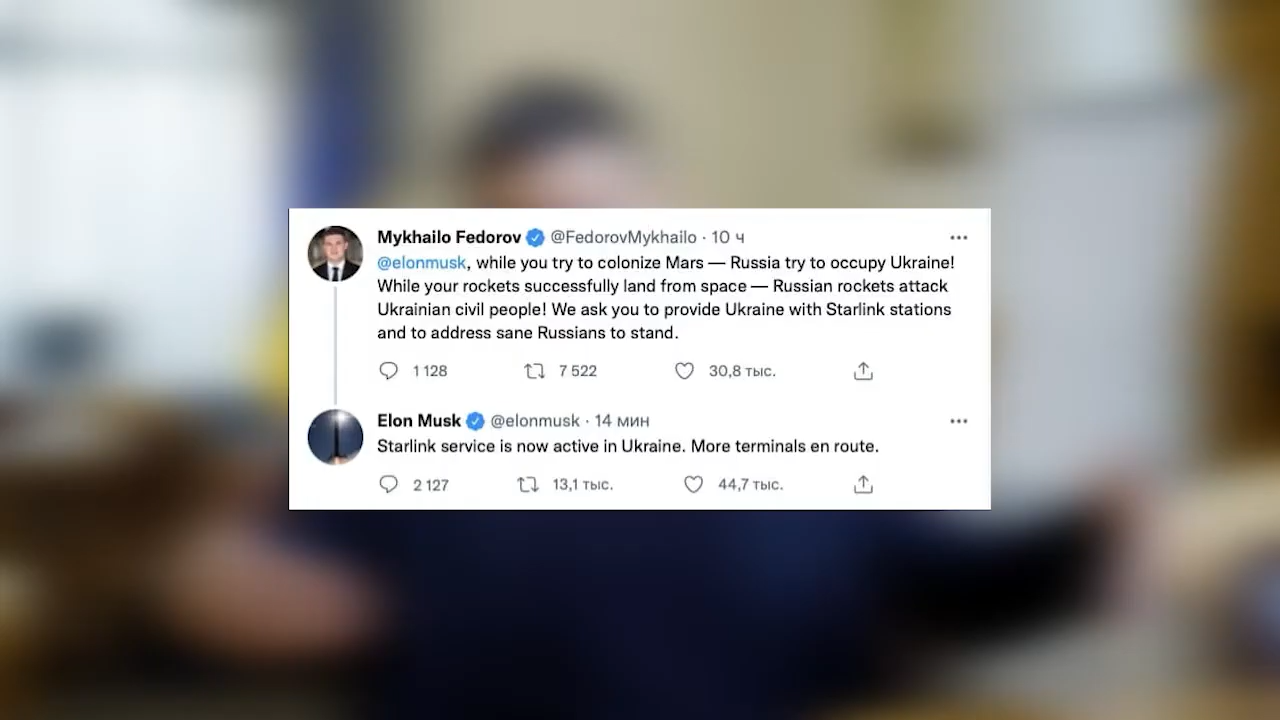 Mykhailo Fedorov @FedorovMykhailo · 10 ч
@elonmusk, while you try to colonize Mars — Russia try to occupy Ukraine!
While your rockets successfully land from space — Russian rockets attack
Ukrainian civil people! We ask you to provide Ukraine with Starlink stations
and to address sane Russians to stand.
1 128 7 522 30,8 тыс.
Elon Musk @elonmusk · 14 мин
Starlink service is now active in Ukraine. More terminals en route.
2 127 13,1 тыс. 44,7 тыс.